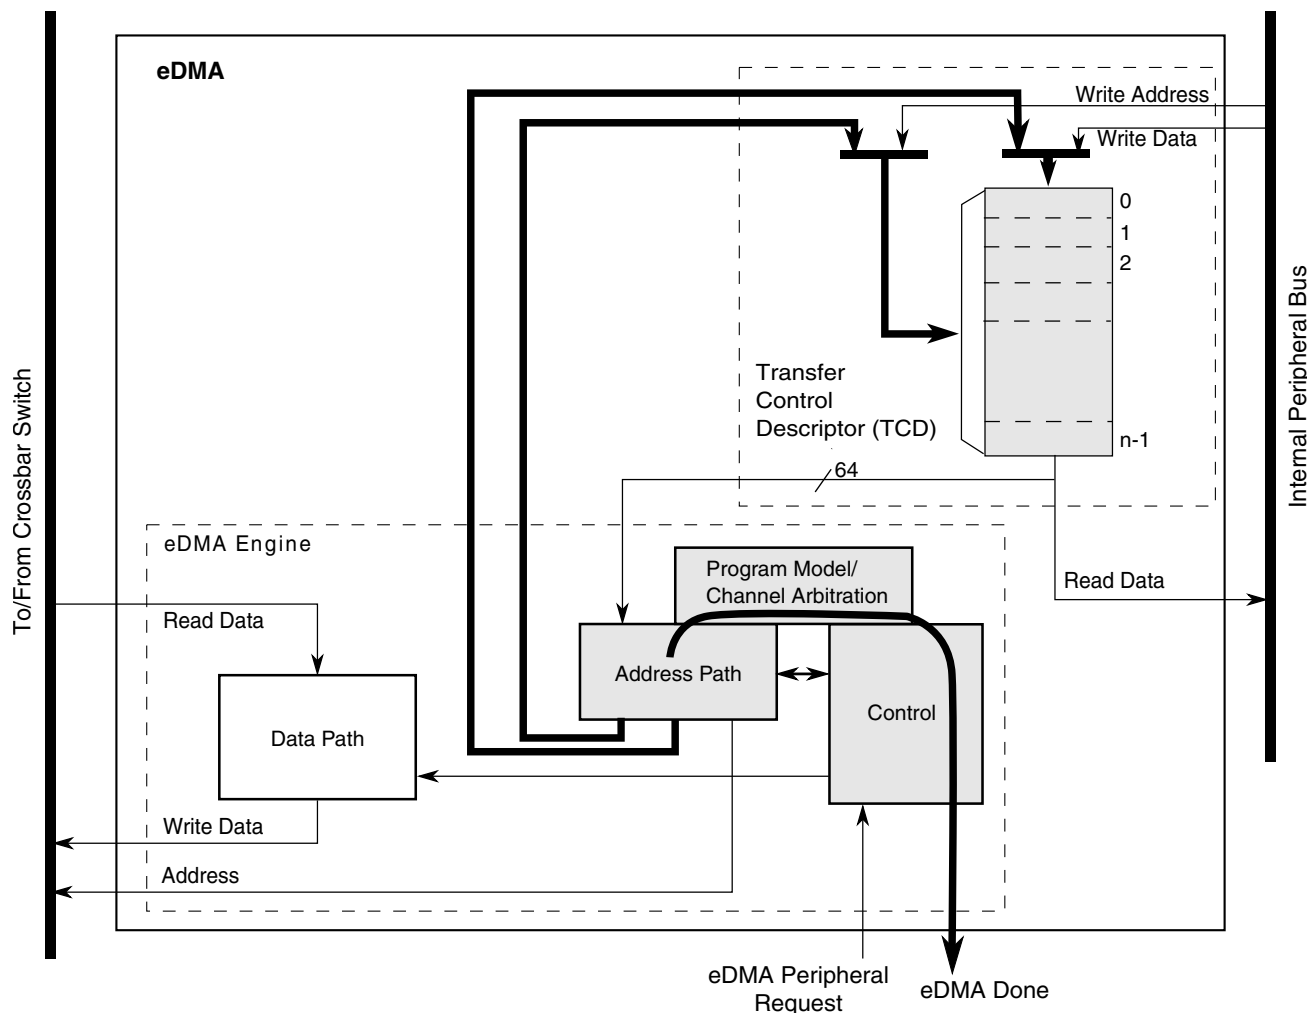 eDMA
Write Address
Write Data
0
1
2
n-1
Transfer
Control
Descriptor (TCD)
64
To/From Crossbar Switch
Internal Peripheral Bus
eDMA Engine
Program Model/
Channel Arbitration
Read Data
Read Data
Address Path
Control
Data Path
Write Data
Address
eDMA Peripheral
Request
eDMA Done